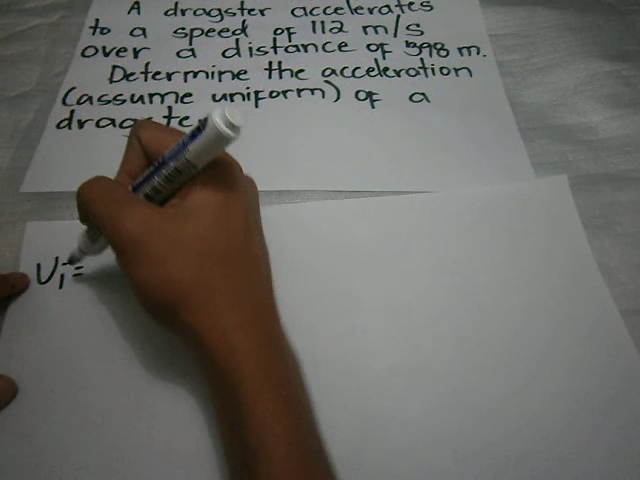 A dragster accelerates
to a speed of 112 m/s
over a distance of 398 m.
Determine the acceleration
(assume uniform) of a
Vi=